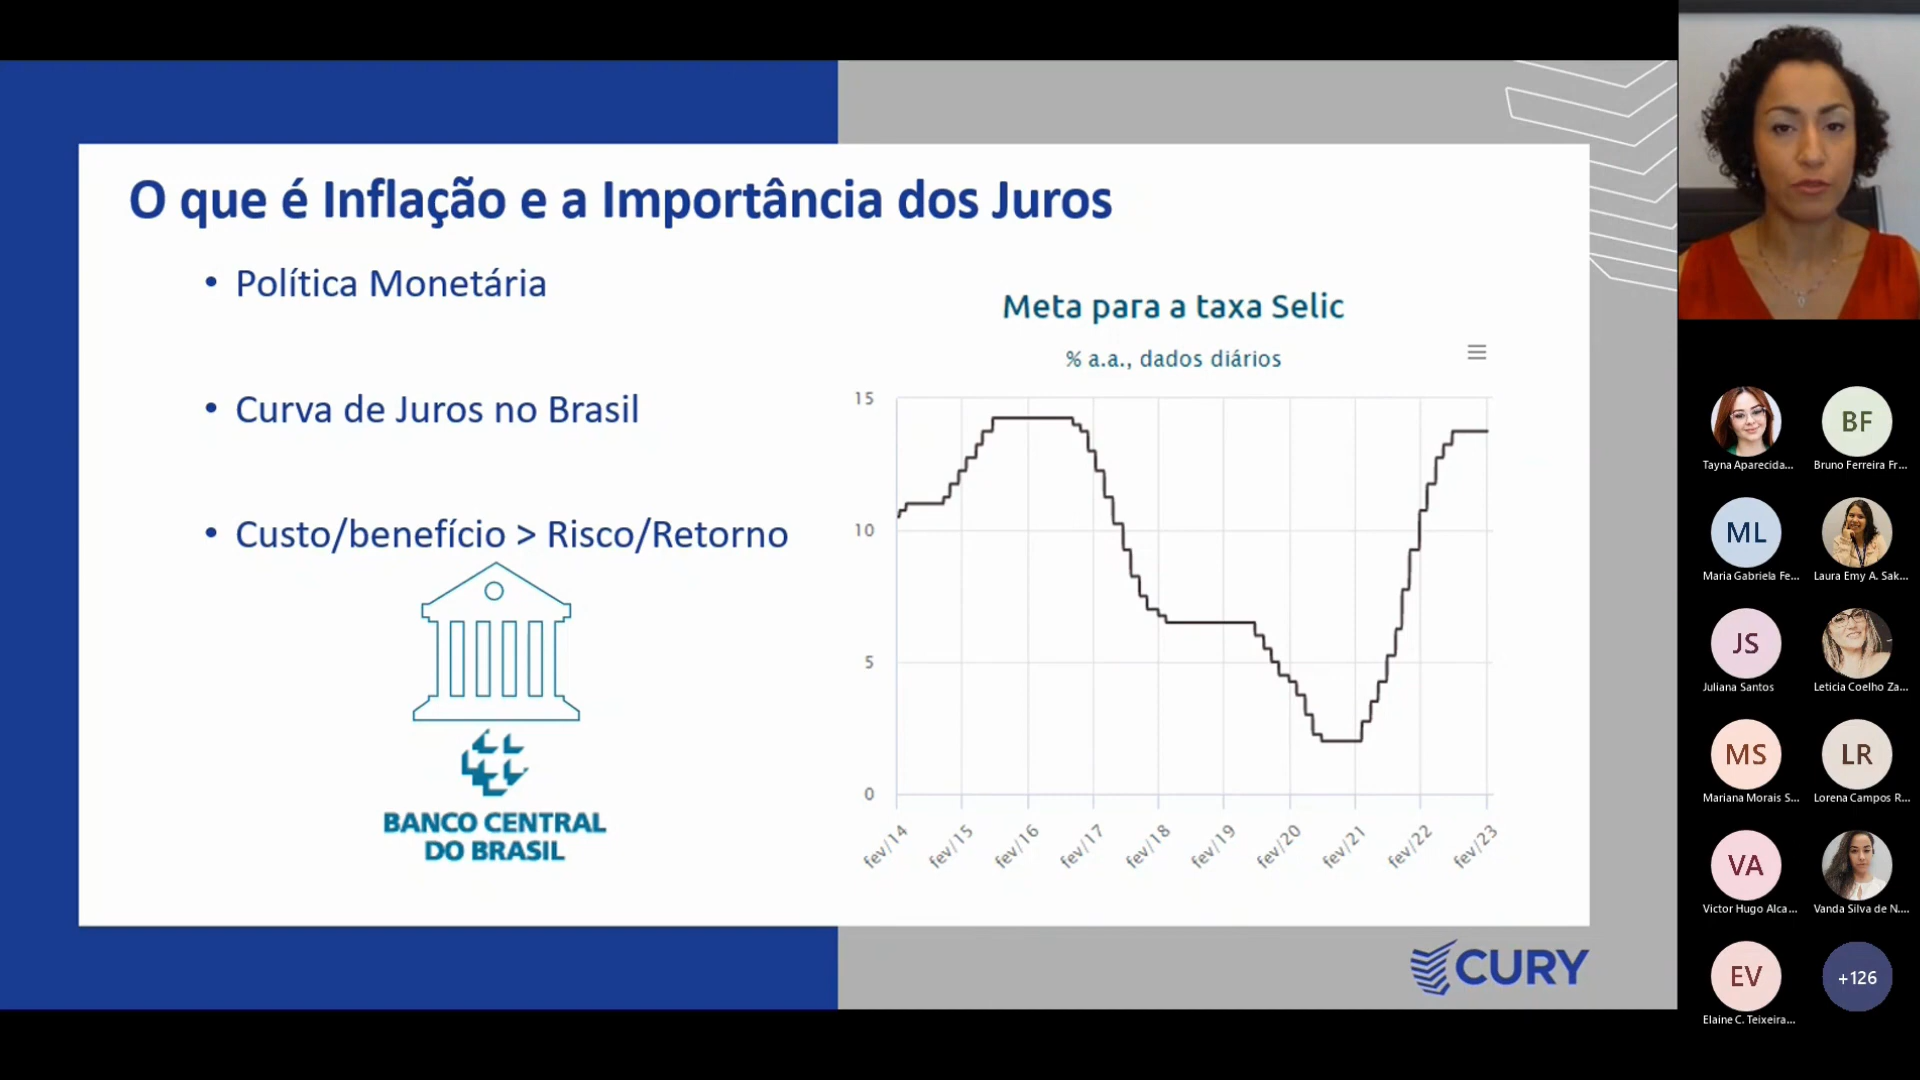 O que é Inflação e a Importância dos Juros
• Política Monetária
• Curva de Juros no Brasil
• Custo/benefício > Risco/Retorno
BANCO CENTRAL
DO BRASIL
Meta para a taxa Selic
% a.a., dados diários
15
10
5
0
fev/14
fev/15
fev/16
fev/17
fev/18
fev/19
fev/20
fev/21
fev/22
fev/23
CURY
Tayna Aparecida...
BF
Bruno Ferreira Fr...
ML
Maria Gabriela Fe...
Laura Emy A. Sak...
JS
Juliana Santos
Leticia Coelho Za...
MS
Mariana Morais S...
LR
Lorena Campos R...
VA
Victor Hugo Alca...
Vanda Silva de N....
EV
Elaine C. Teixeira...
+126